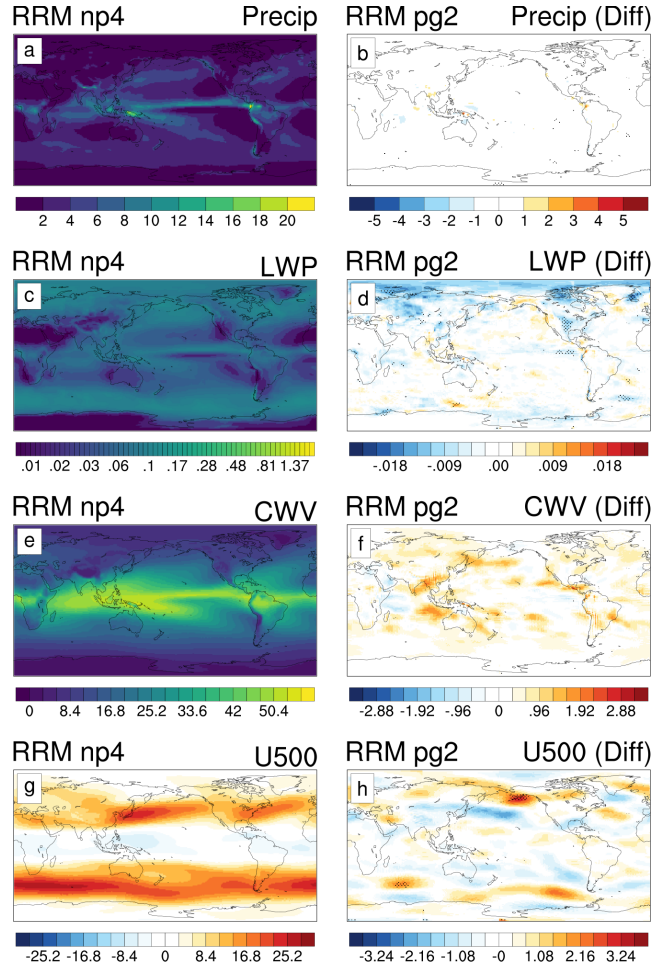 RRM np4 Precip RRM pg2 Precip (Diff)
a b
2 4 6 8 10 12 14 16 18 20 -5 -4 -3 -2 -1 0 1 2 3 4 5
RRM np4 LWP RRM pg2 LWP (Diff)
c d
.01 .02 .03 .06 .1 .17 .28 .48 .81 1.37 -.018 -.009 .00 .009 .018
RRM np4 CWV RRM pg2 CWV (Diff)
e f
0 8.4 16.8 25.2 33.6 42 50.4 -2.88 -1.92 -.96 0 .96 1.92 2.88
RRM np4 U500 RRM pg2 U500 (Diff)
g h
-25.2 -16.8 -8.4 0 8.4 16.8 25.2 -3.24 -2.16 -1.08 -0 1.08 2.16 3.24